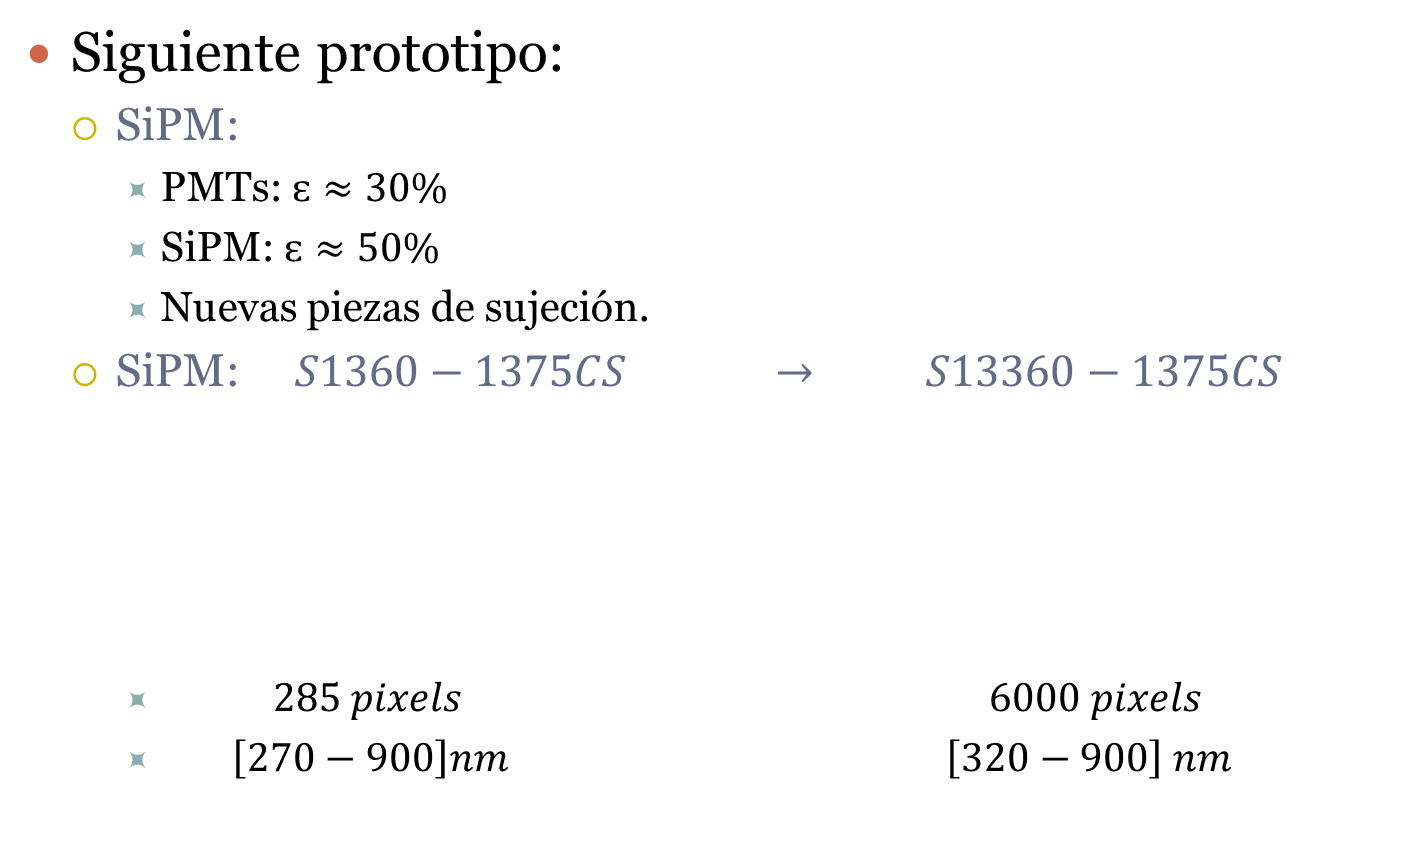 Siguiente prototipo:
SiPM:
PMTs: ε ≈ 30%
SiPM: ε ≈ 50%
Nuevas piezas de sujeción.
SiPM: S1360 − 1375CS → S13360 − 1375CS
285 pixels 6000 pixels
[270 − 900]nm [320 − 900] nm